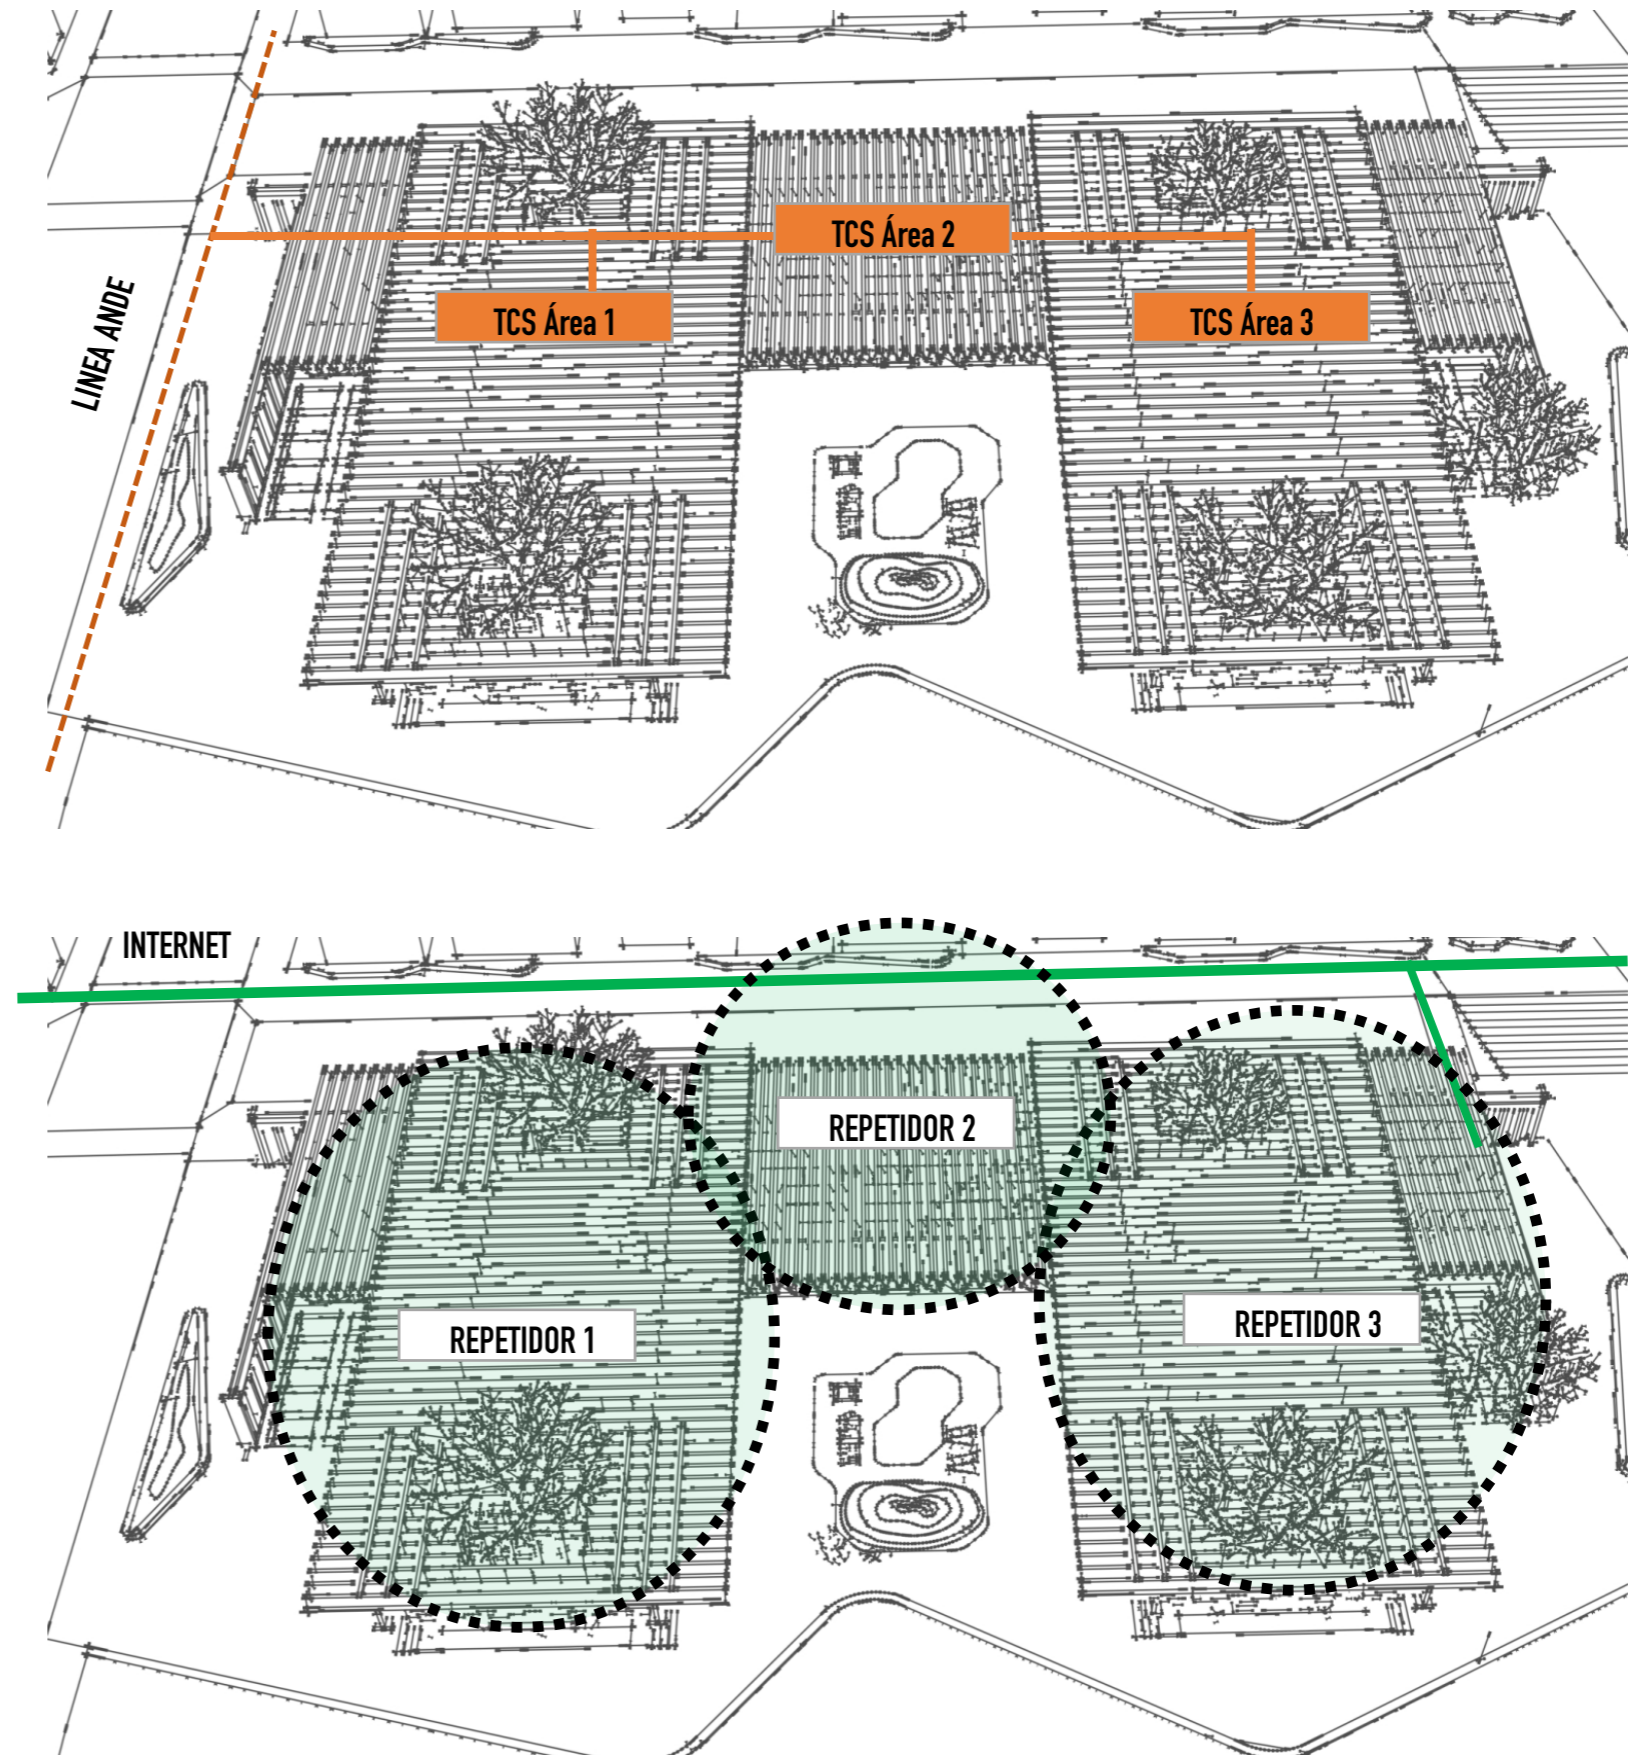 TCS Área 2
TCS Área 1
TCS Área 3
LINEA ANDE
INTERNET
REPETIDOR 2
REPETIDOR 1
REPETIDOR 3